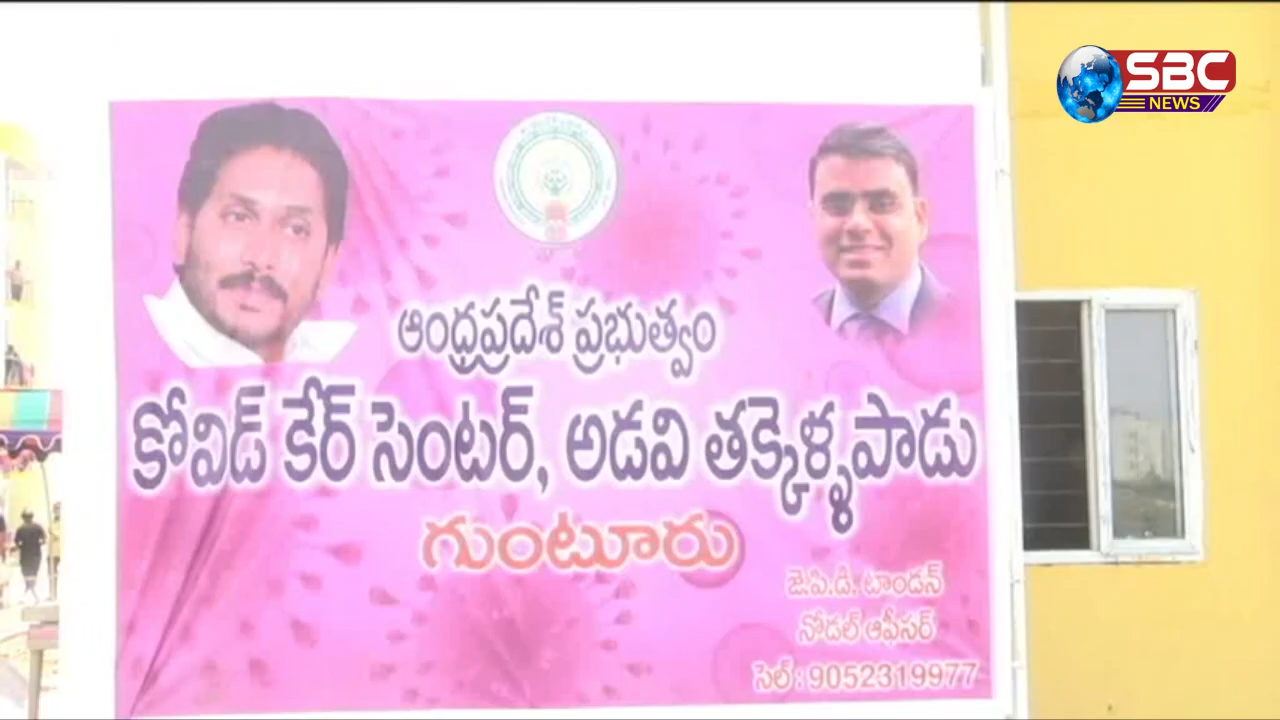 SBC
NEWS
ఆంధ్రప్రదేశ్ ప్రభుత్వం
కోవిడ్ కేర్ సెంటర్, అడవి తక్కెళ్ళపాడు
గుంటూరు
జె.ఏ.డి. టాండన్
నోడల్ ఆఫీసర్
సెల్ : 9052319977